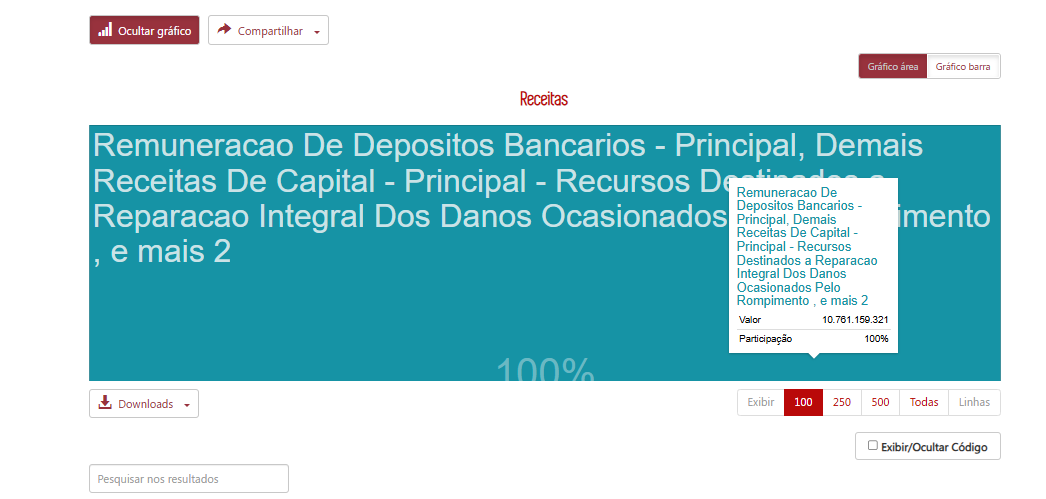 Ocultar gráfico
Compartilhar
Gráfico área Gráfico barra
Receitas
Remuneracao De Depositos Bancarios - Principal, Demais
Receitas De Capital - Principal - Recursos
Reparacao Integral Dos Danos Ocasionados
, e mais 2
100%
Remuneracao De
Depositos Bancarios -
Principal, Demais
Receitas De Capital -
Principal - Recursos
Destinados a Reparacao
Integral Dos Danos
Ocasionados Pelo
Rompimento , e mais 2
Valor 10.761.159.321
Participação 100%
Downloads
Exibir 100 250 500 Todas Linhas
Exibir/Ocultar Código
Pesquisar nos resultados